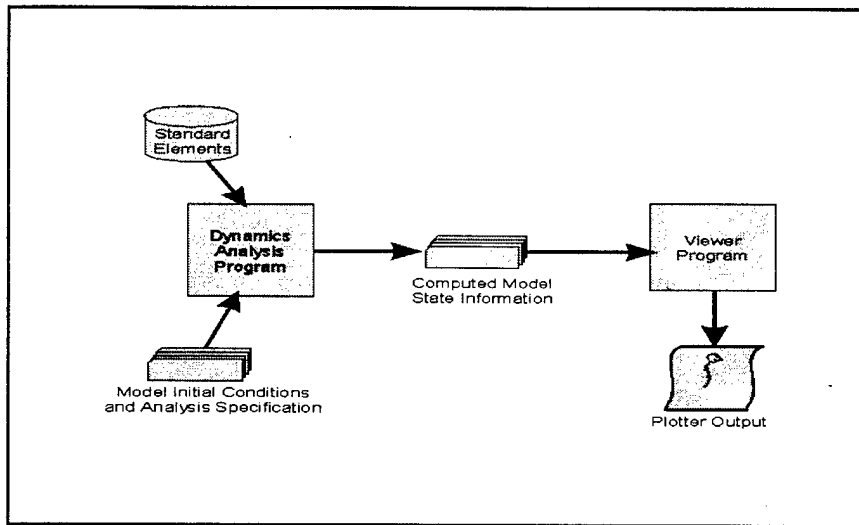 Standard
Elements
Dynamics
Analysis
Program
Viewer
Program
Computed Model
State Information
Model Initial Conditions
and Analysis Specification
Plotter Output